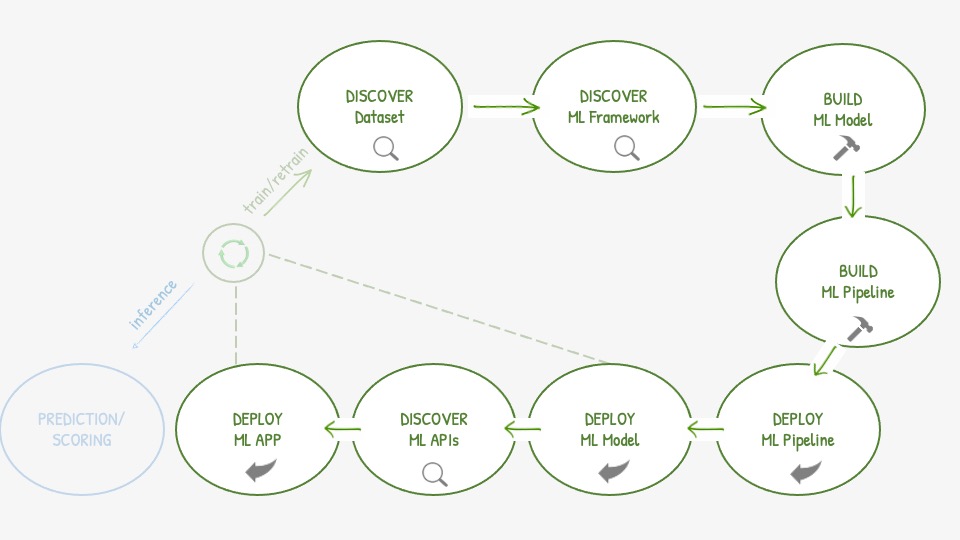 DISCOVER
Dataset
DISCOVER
ML Framework
BUILD
ML Model
train/retrain
BUILD
ML Pipeline
inference
PREDICTION/
SCORING
DEPLOY
ML APP
DISCOVER
ML APIs
DEPLOY
ML Model
DEPLOY
ML Pipeline